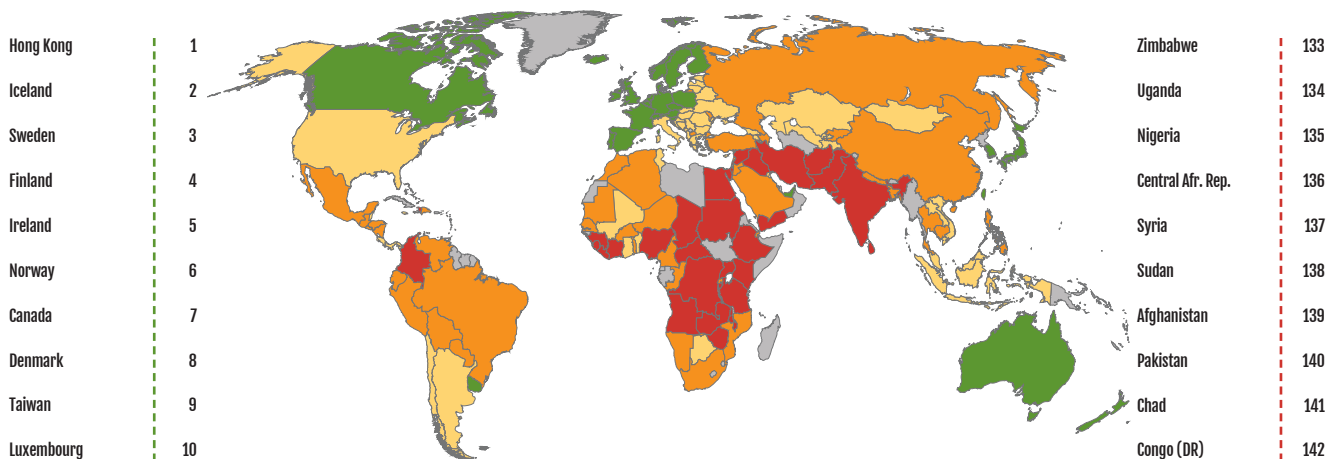 Hong Kong 1
Iceland 2
Sweden 3
Finland 4
Ireland 5
Norway 6
Canada 7
Denmark 8
Taiwan 9
Luxembourg 10
Zimbabwe 133
Uganda 134
Nigeria 135
Central Afr. Rep. 136
Syria 137
Sudan 138
Afghanistan 139
Pakistan 140
Chad 141
Congo (DR) 142